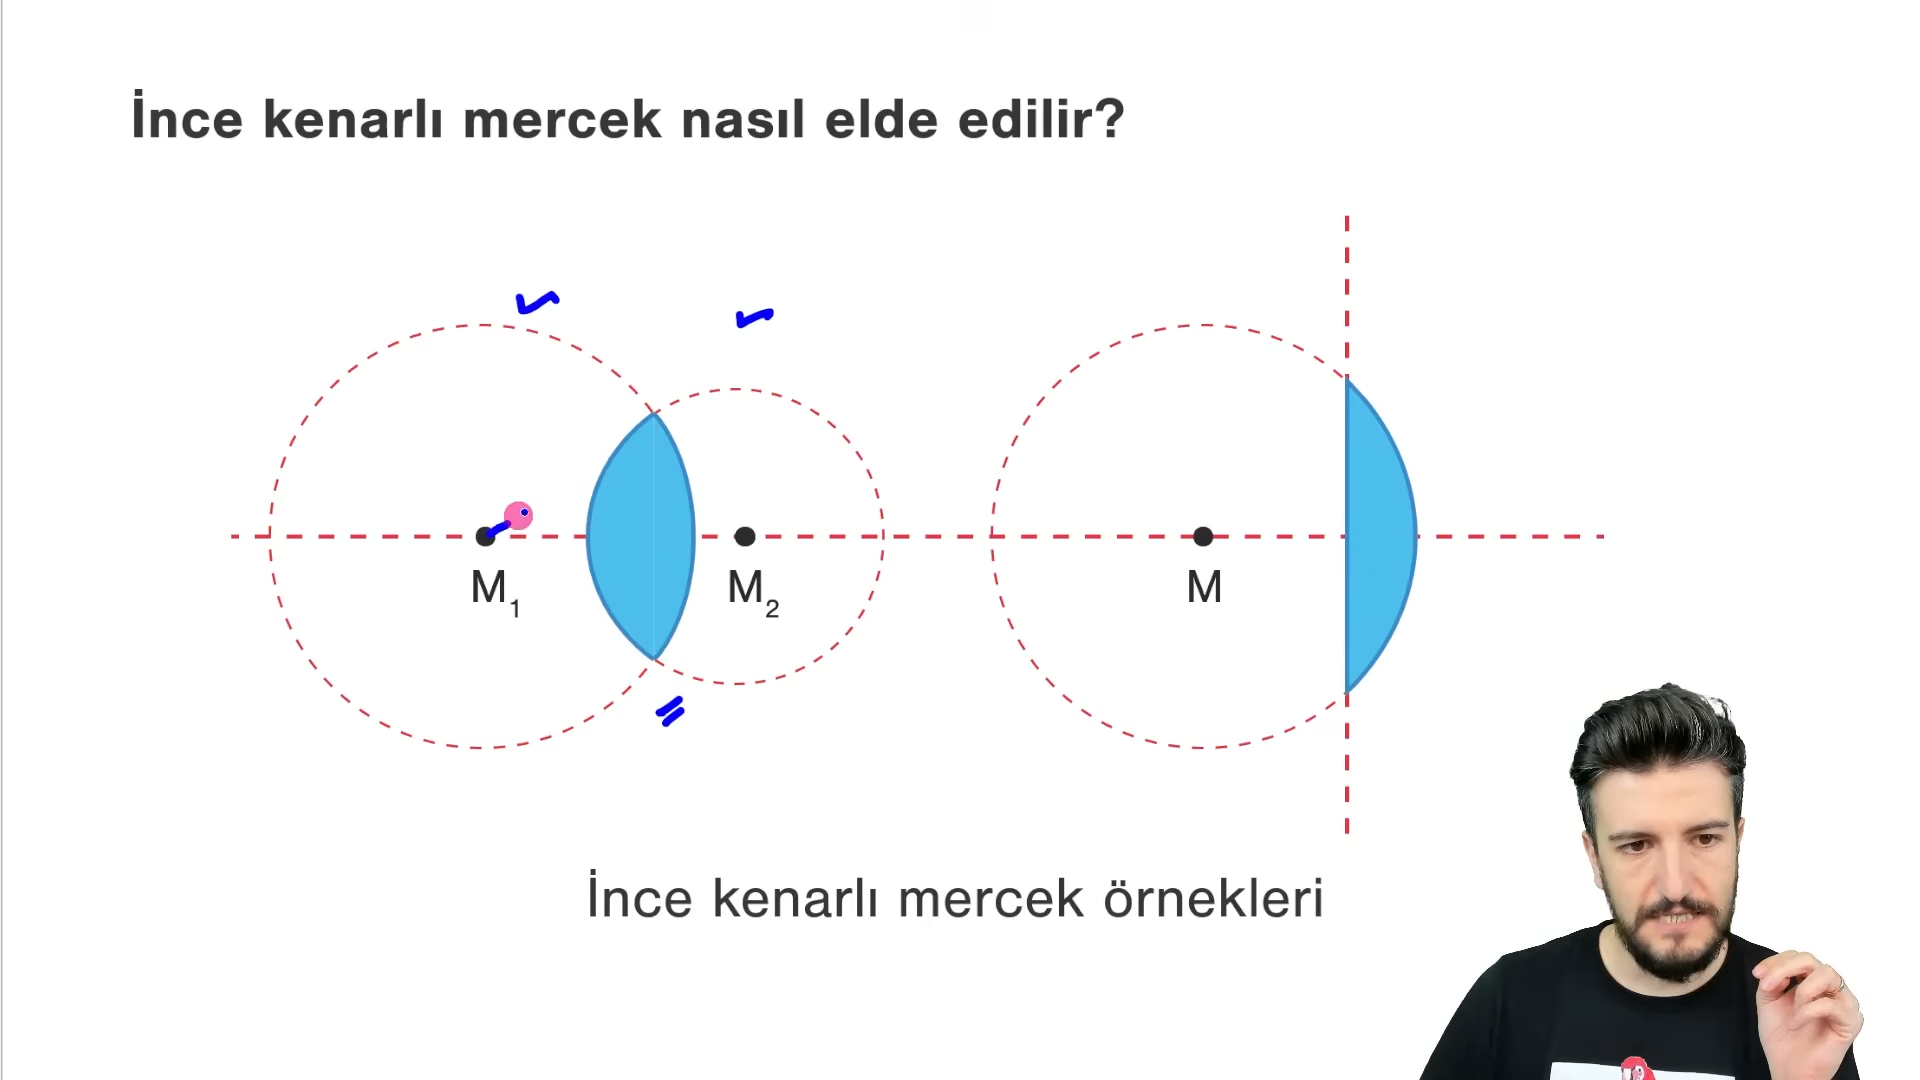 İnce kenarlı mercek nasıl elde edilir?
M₁
M₂
M
İnce kenarlı mercek örnekleri